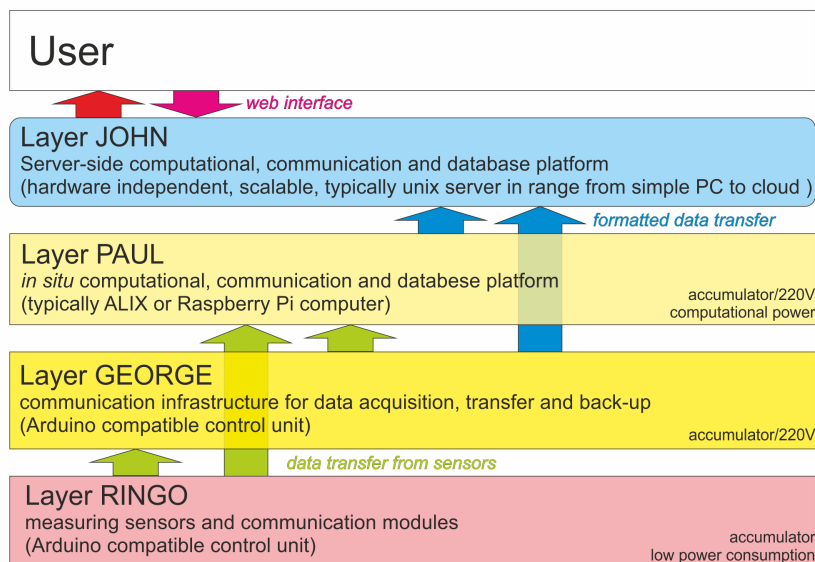 User
web interface
Layer JOHN
Server-side computational, communication and database platform
(hardware independent, scalable, typically unix server in range from simple PC to cloud )
formatted data transfer
Layer PAUL
in situ computational, communication and databese platform
(typically ALIX or Raspberry Pi computer)
accumulator/220V
computational power
Layer GEORGE
communication infrastructure for data acquisition, transfer and back-up
(Arduino compatible control unit)
accumulator/220V
data transfer from sensors
Layer RINGO
measuring sensors and communication modules
(Arduino compatible control unit)
accumulator
low power consumption